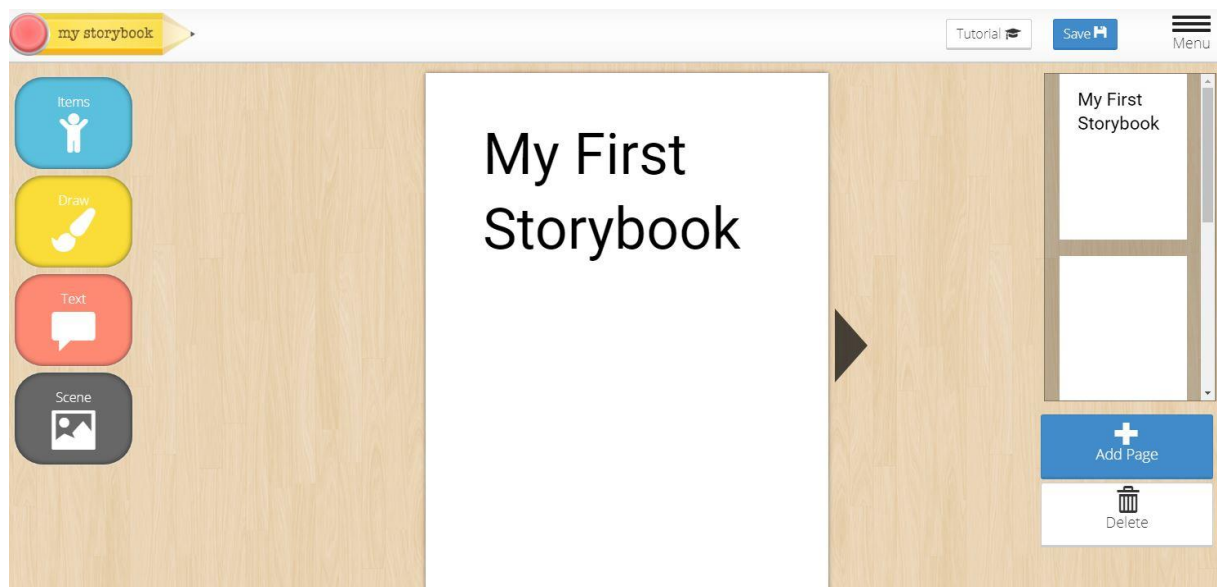 my storybook
Tutorial
Save
Menu
Items
Draw
Text
Scene
My First
Storybook
My First
Storybook
Add Page
Delete